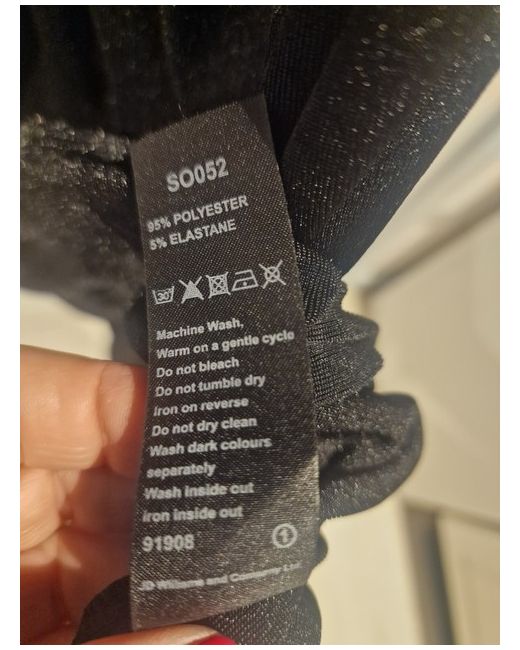 SO052
95% POLYESTER
5% ELASTANE
30
Machine Wash,
Warm on a gentle cycle
Do not bleach
Do not tumble dry
Iron on reverse
Do not dry clean
Wash dark colours
separately
Wash inside out
Iron inside out
91908
1
JD Williams and Company Ltd.